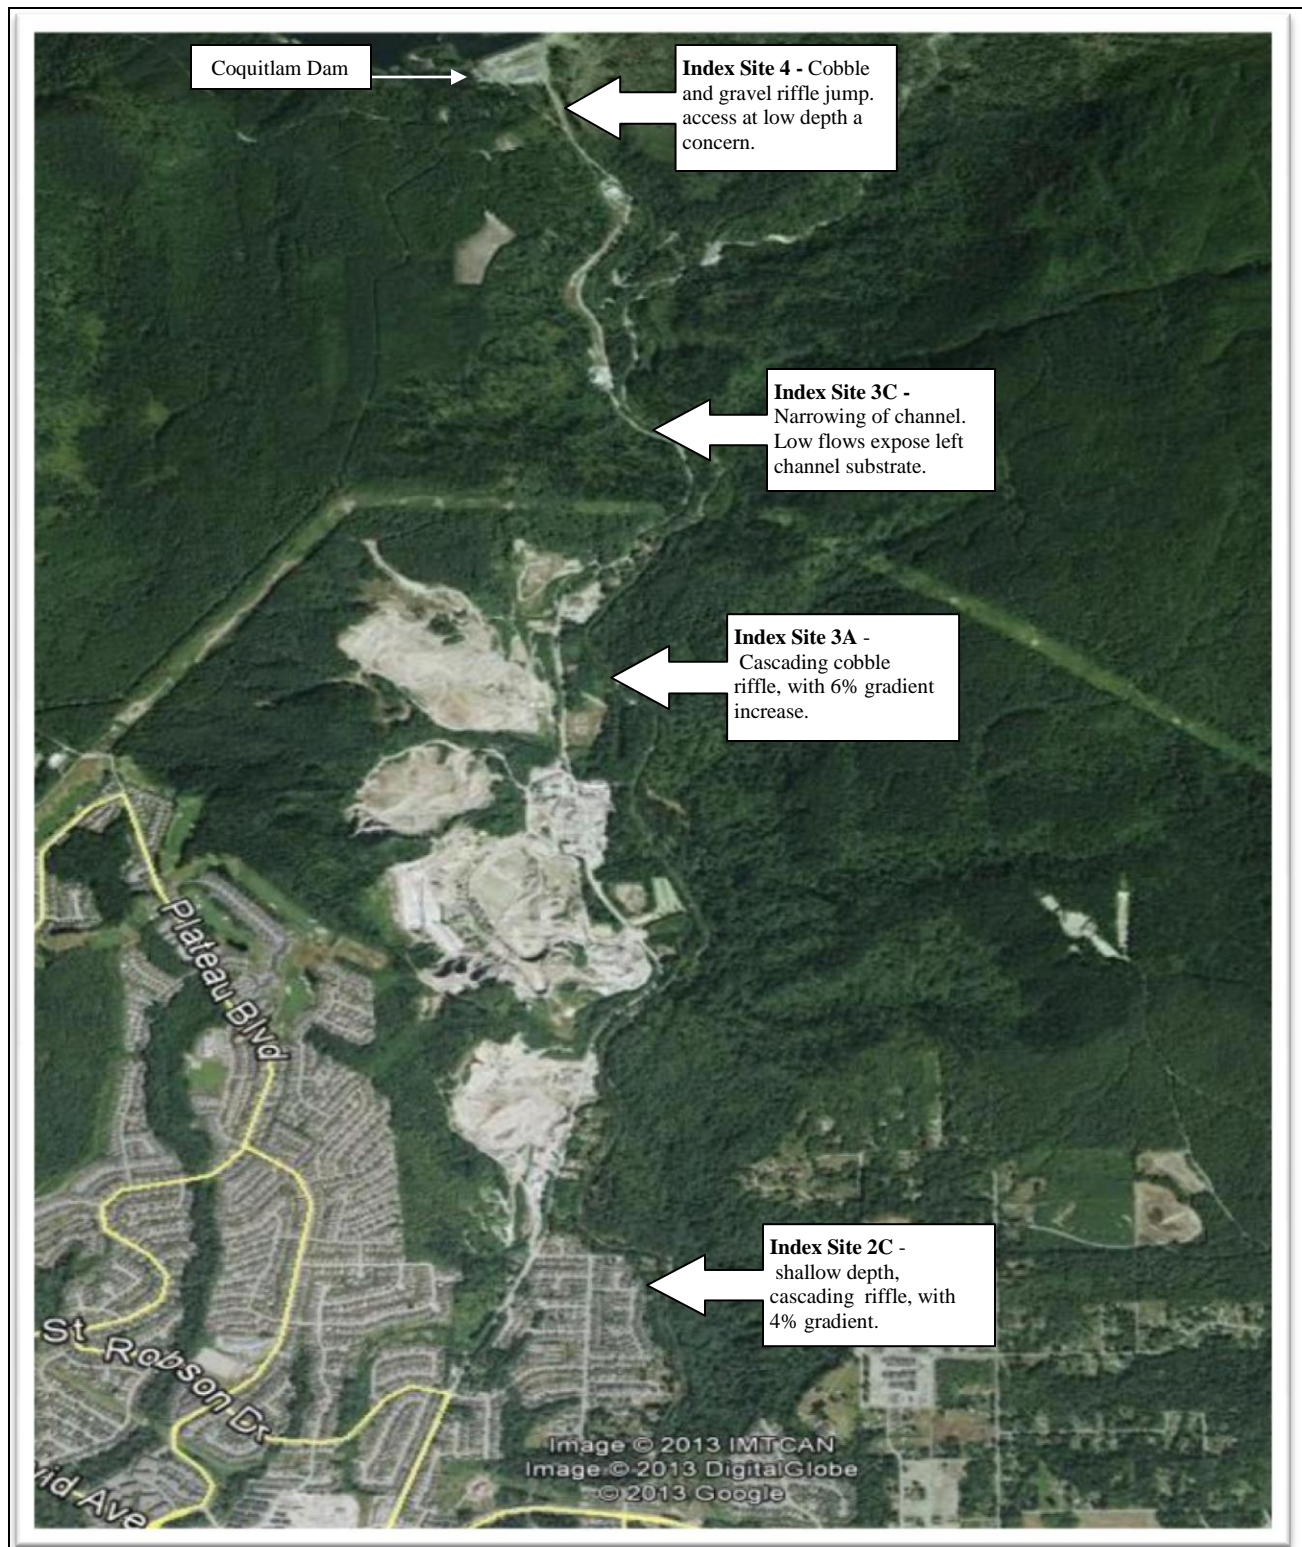 Coquitlam Dam
Index Site 4 - Cobble
and gravel riffle jump.
access at low depth a
concern.
Index Site 3C -
Narrowing of channel.
Low flows expose left
channel substrate.
Index Site 3A -
Cascading cobble
riffle, with 6% gradient
increase.
Plateau Blvd
Index Site 2C -
shallow depth,
cascading riffle, with
4% gradient.
St
Robson Dr
vid Ave
Image © 2013 IMTCAN
Image © 2013 DigitalGlobe
© 2013 Google